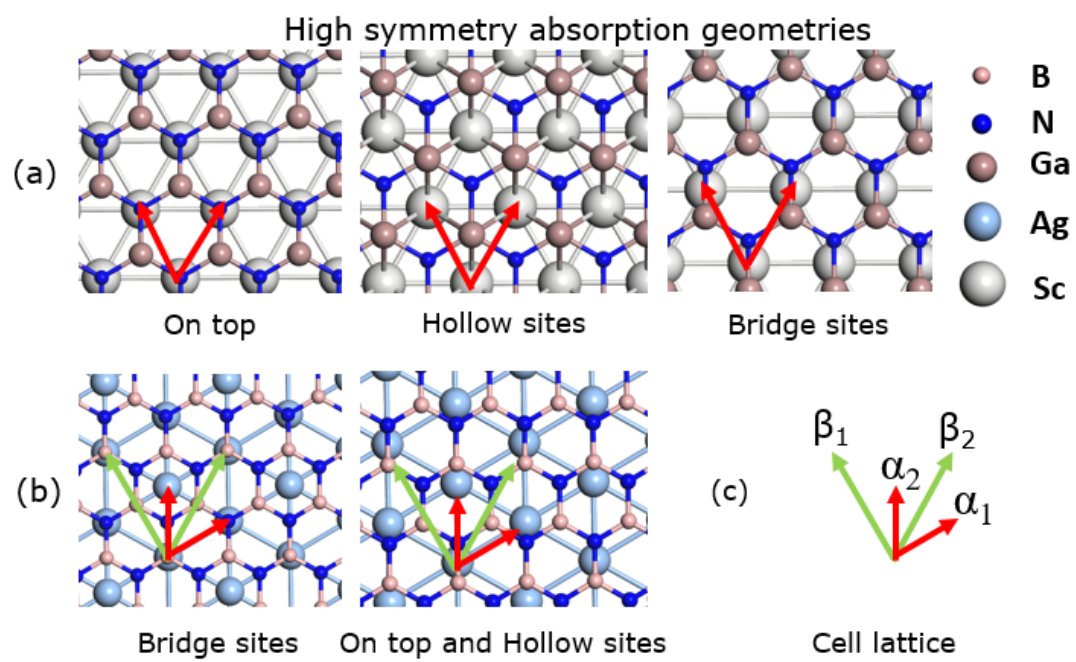 High symmetry absorption geometries
(a)
B
N
Ga
Ag
Sc
On top
Hollow sites
Bridge sites
(b)
(c)
β1
β2
α2
α1
Bridge sites
On top and Hollow sites
Cell lattice